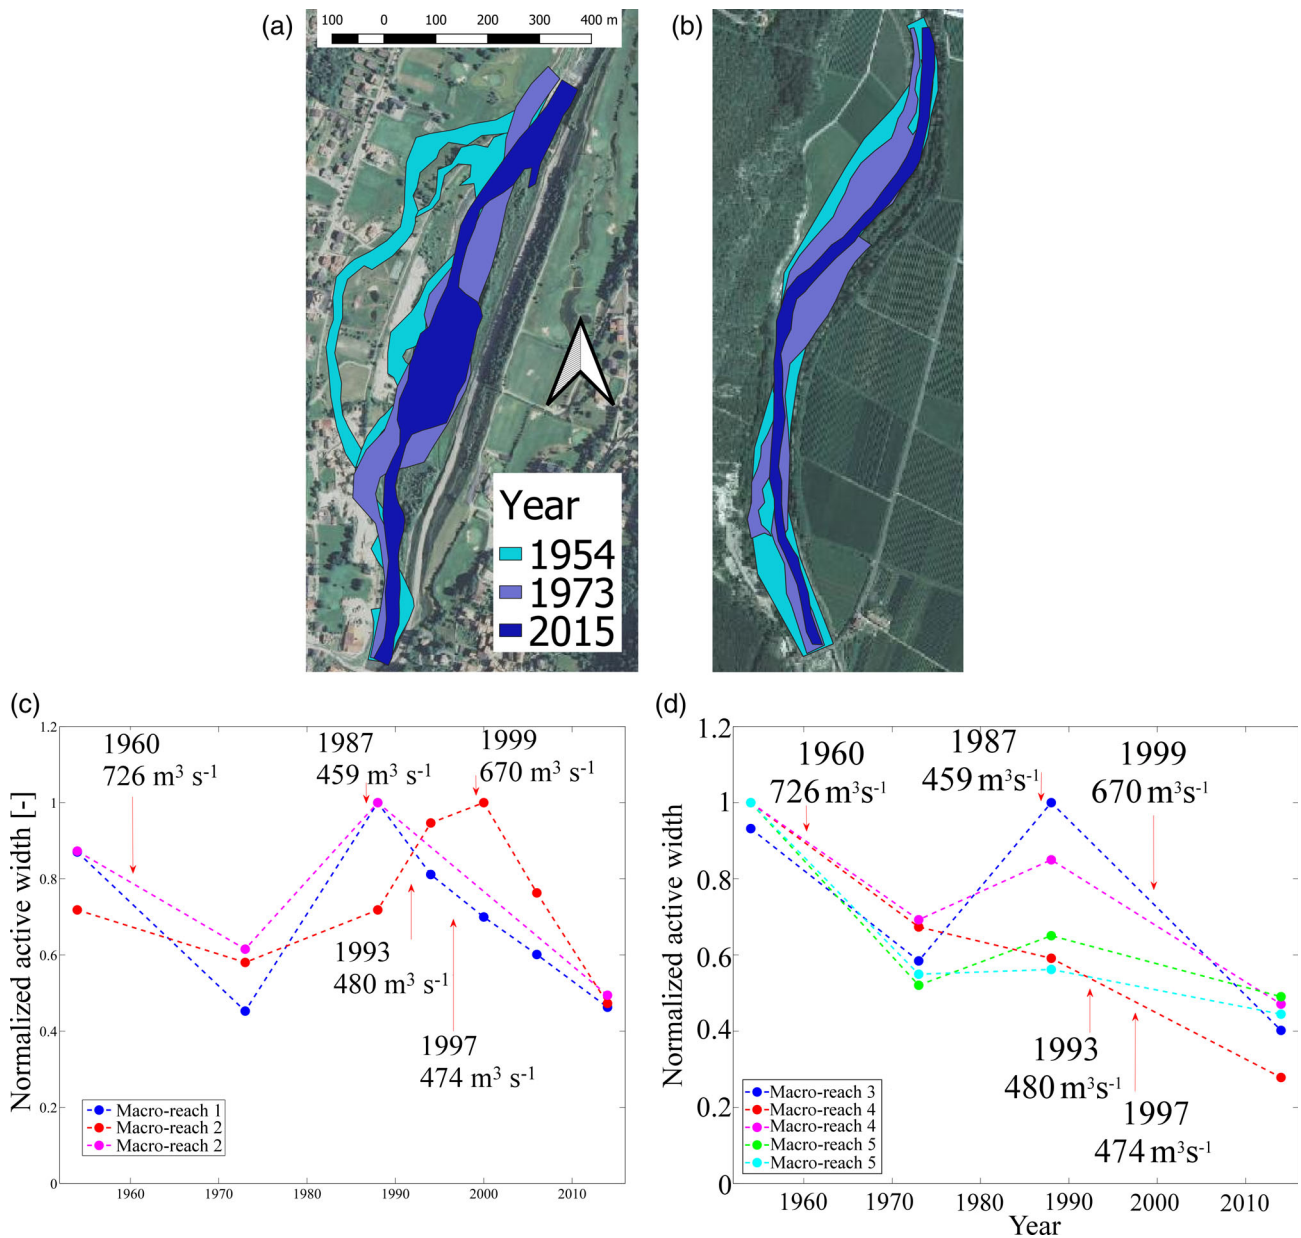 (a)
100 0 100 200 300 400 m
Year
1954
1973
2015
(b)
(c)
Normalized active width [-]
1.2
1
0.8
0.6
0.4
0.2
0
1960
726 m³ s⁻¹
1987
459 m³ s⁻¹
1999
670 m³ s⁻¹
1993
480 m³ s⁻¹
1997
474 m³ s⁻¹
Macro-reach 1
Macro-reach 2
Macro-reach 2
1960 1970 1980 1990 2000 2010
(d)
Normalized active width
1.2
1
0.8
0.6
0.4
0.2
0
1960
726 m³s⁻¹
1987
459 m³s⁻¹
1999
670 m³s⁻¹
1993
480 m³s⁻¹
1997
474 m³s⁻¹
Macro-reach 3
Macro-reach 4
Macro-reach 4
Macro-reach 5
Macro-reach 5
1960 1970 1980 1990 2000 2010
Year